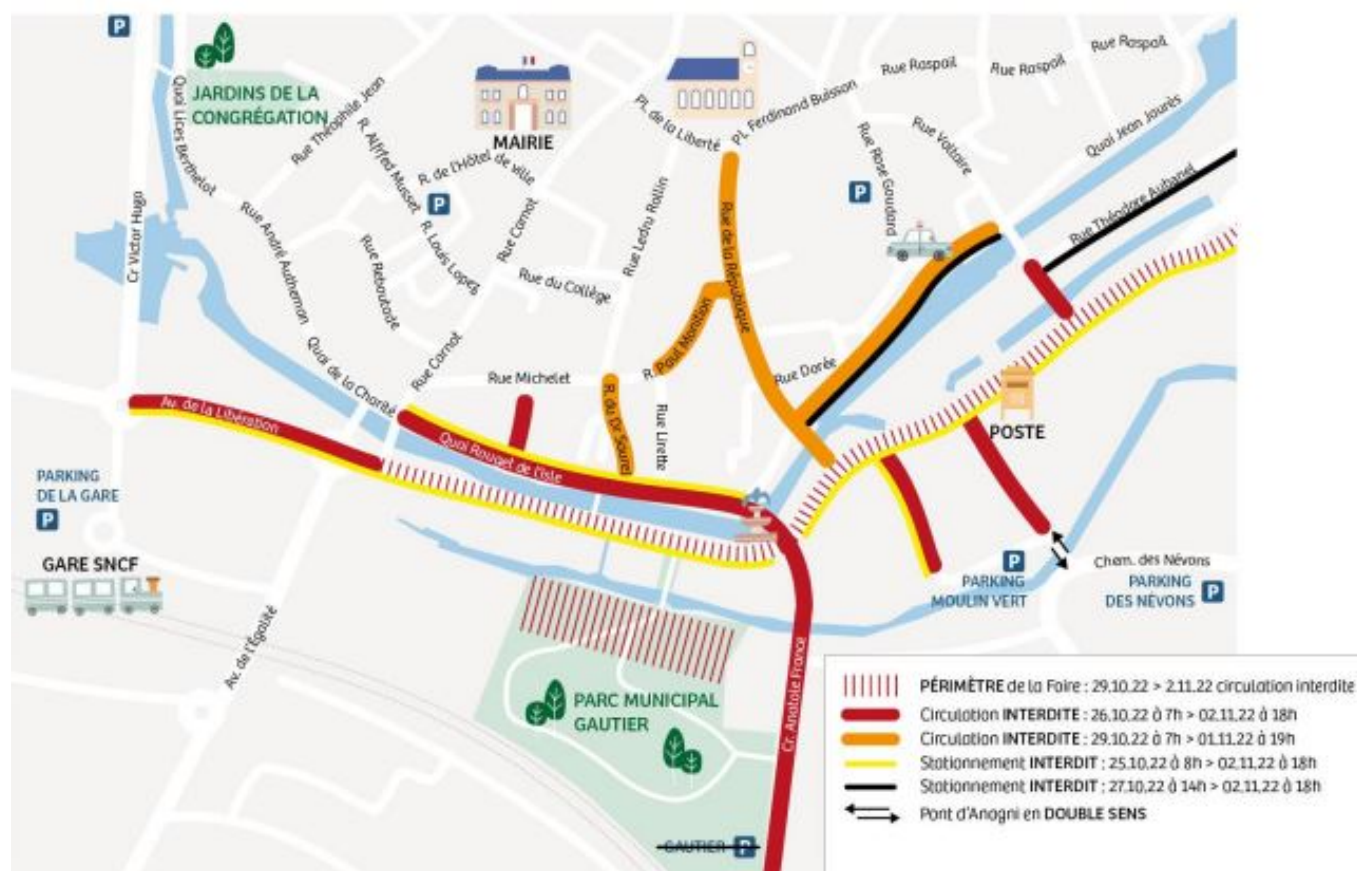 P
JARDINS DE LA
CONGRÉGATION
Quai Lices Berthelot
Rue Théophile Jean
R. Alfrfed Musset
R. de l'Hôtel de ville
MAIRIE
P
Pl. de la Liberté
Pl. Ferdinand Buisson
Rue Raspail
Rue Raspail
Rue Raspail
Rue Voltaire
Quai Jean Jaurès
Rue Rose Goudard
P
Rue Théodore Aubanel
Cr Victor Hugo
Rue André Autheman
Rue Reboutade
R. Louis Lopez
Rue Carnot
Rue du Collège
Rue Ledru Rollin
Rue de la République
R. Paul Monition
Rue Dorée
Quai de la Charité
Rue Carnot
Rue Michelet
R. du Dr Sourel
Rue Lirette
Av. de la Libération
Quai Rouget de l'Isle
POSTE
PARKING
DE LA GARE
P
GARE SNCF
P
PARKING
MOULIN VERT
Chem. des Névons
PARKING
DES NÉVONS
P
Av. de l'Égalité
PARC MUNICIPAL
GAUTIER
Cr. Anatole France
GAUTIER P
PÉRIMÈTRE de la Foire : 29.10.22 > 2.11.22 circulation interdite
Circulation INTERDITE : 26.10.22 à 7h > 02.11.22 à 18h
Circulation INTERDITE : 29.10.22 à 7h > 01.11.22 à 19h
Stationnement INTERDIT : 25.10.22 à 8h > 02.11.22 à 18h
Stationnement INTERDIT : 27.10.22 à 14h > 02.11.22 à 18h
Pont d'Anagni en DOUBLE SENS